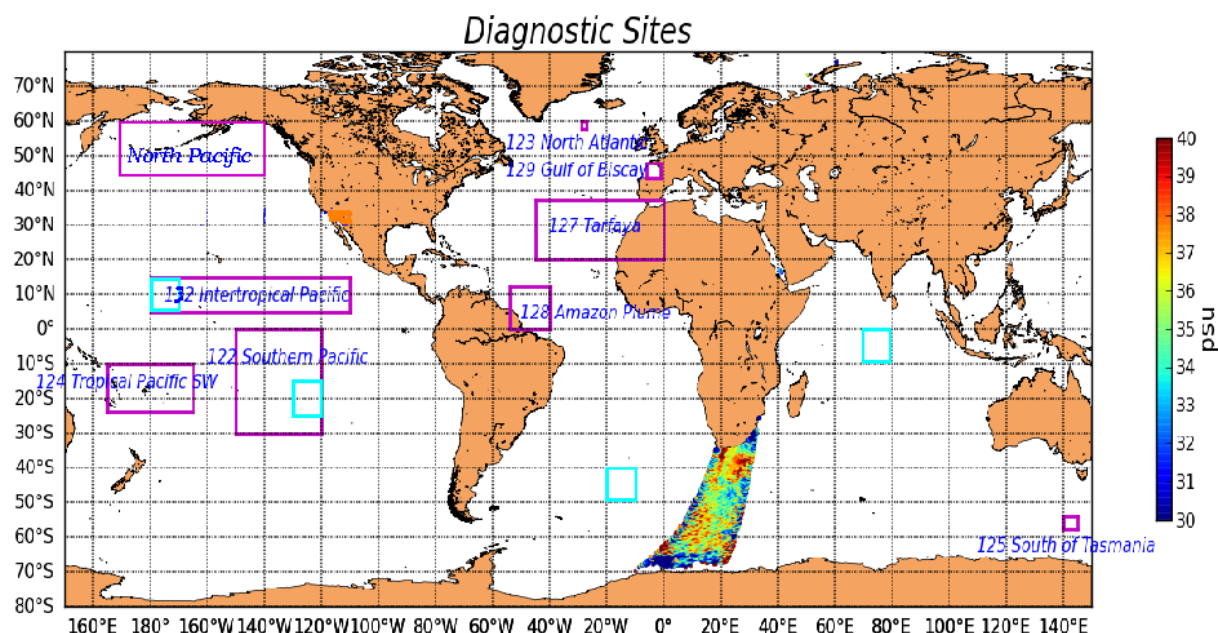 Diagnostic Sites
70°N
60°N
50°N
40°N
30°N
20°N
10°N
0°
10°S
20°S
30°S
40°S
50°S
60°S
70°S
80°S
North Pacific
123 North Atlantic
129 Gulf of Biscay
127 Tarfaya
132 Intertropical Pacific
128 Amazon Plume
122 Southern Pacific
124 Tropical Pacific SW
125 South of Tasmania
160°E 180° 160°W 140°W 120°W 100°W 80°W 60°W 40°W 20°W 0° 20°E 40°E 60°E 80°E 100°E 120°E 140°E
40
39
38
37
36
35
34
33
32
31
30
psu